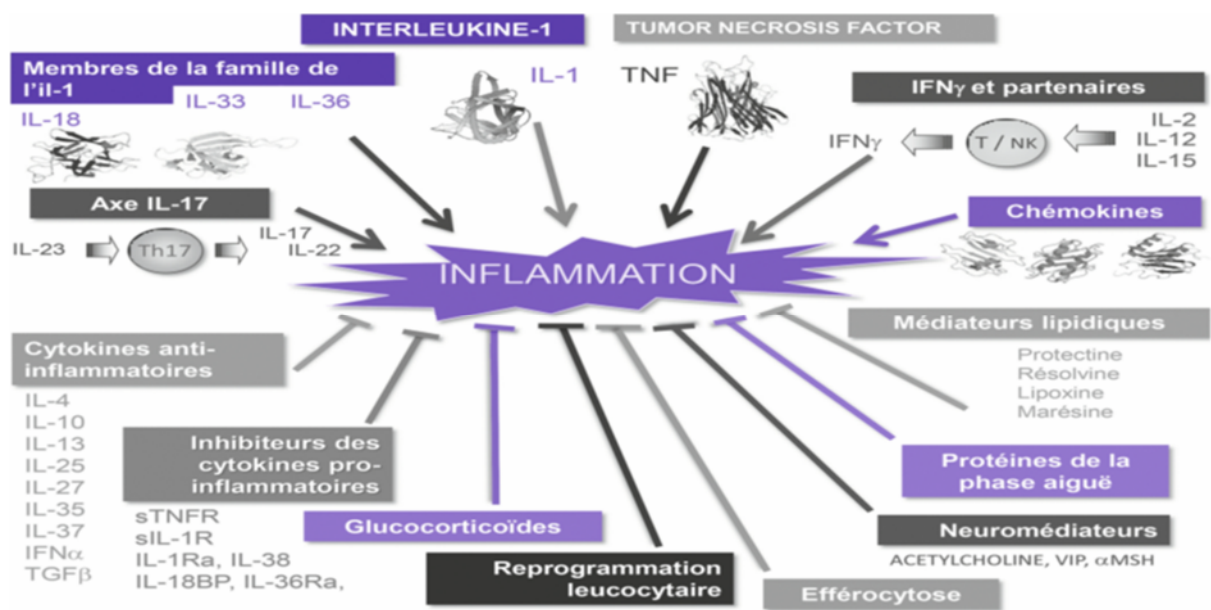 INTERLEUKINE-1
TUMOR NECROSIS FACTOR
Membres de la famille de
l'il-1
IL-33
IL-36
IL-18
IL-1
TNF
IFNγ et partenaires
IFNγ
T / NK
IL-2
IL-12
IL-15
Axe IL-17
IL-23
Th17
IL-17
IL-22
Chémokines
INFLAMMATION
Cytokines anti-
inflammatoires
IL-4
IL-10
IL-13
IL-25
IL-27
IL-35
IL-37
IFNα
TGFβ
Inhibiteurs des
cytokines pro-
inflammatoires
sTNFR
sIL-1R
IL-1Ra, IL-38
IL-18BP, IL-36Ra,
Glucocorticoïdes
Reprogrammation
leucocytaire
Efférocytose
Neuromédiateurs
ACETYLCHOLINE, VIP, αMSH
Protéines de la
phase aiguë
Médiateurs lipidiques
Protectine
Résolvine
Lipoxine
Marésine